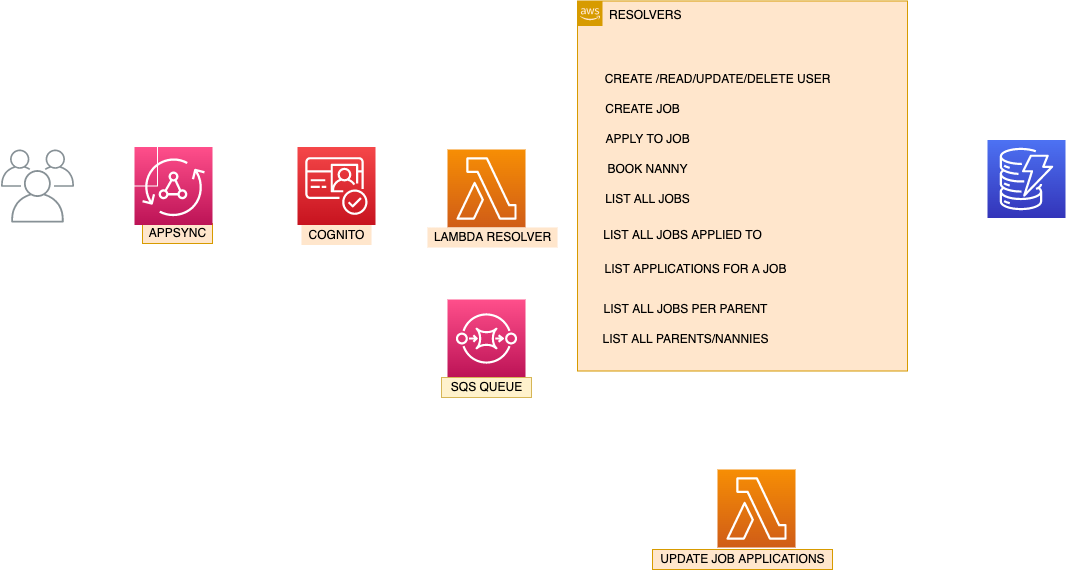 aws
RESOLVERS
CREATE /READ/UPDATE/DELETE USER
CREATE JOB
APPLY TO JOB
BOOK NANNY
LIST ALL JOBS
LIST ALL JOBS APPLIED TO
LIST APPLICATIONS FOR A JOB
LIST ALL JOBS PER PARENT
LIST ALL PARENTS/NANNIES
APPSYNC
COGNITO
LAMBDA RESOLVER
SQS QUEUE
UPDATE JOB APPLICATIONS